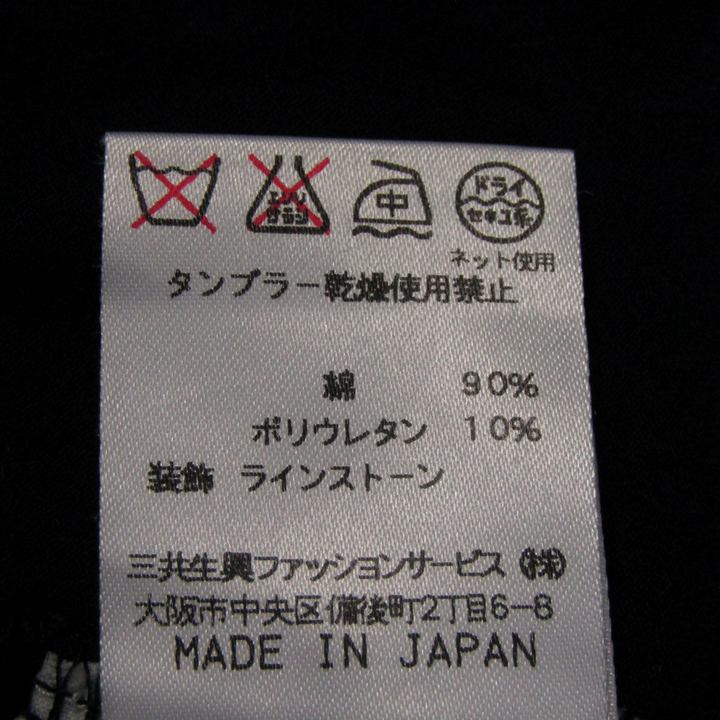 エンソ
サラシ
中
ドライ
セキユ系
ネット使用
タンブラー乾燥使用禁止
綿 90%
ポリウレタン 10%
装飾 ラインストーン
三共生興ファッションサービス(株)
大阪市中央区備後町2丁目6-8
MADE IN JAPAN